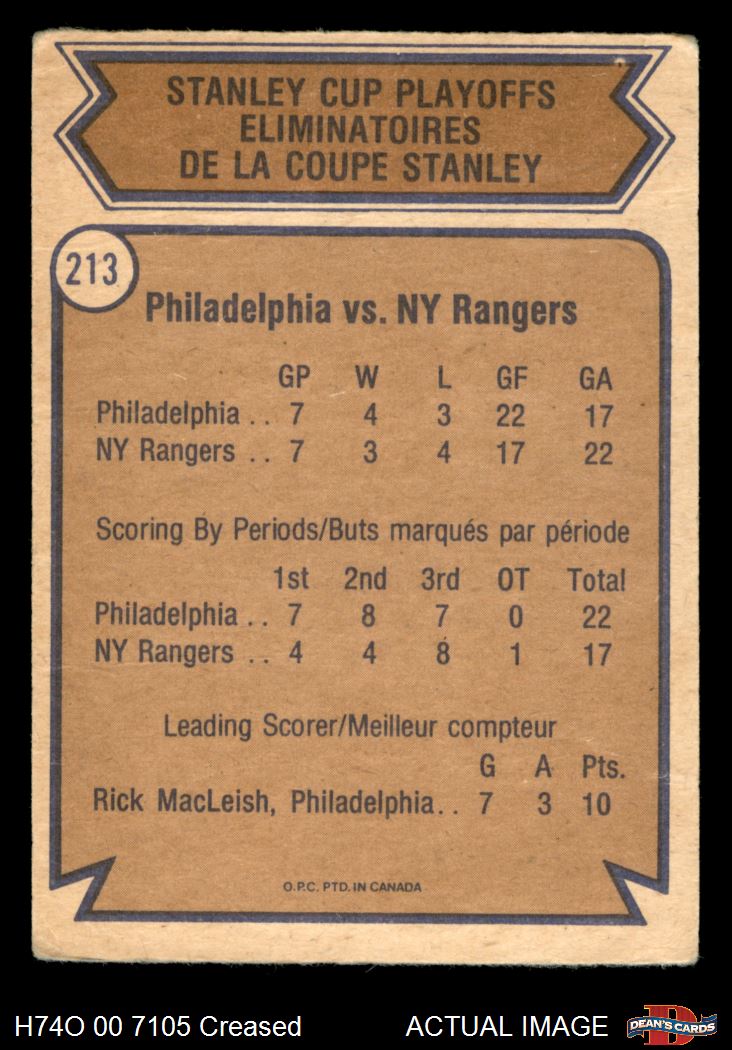 STANLEY CUP PLAYOFFS
ELIMINATOIRES
DE LA COUPE STANLEY
213
Philadelphia vs. NY Rangers
GP W L GF GA
Philadelphia .. 7 4 3 22 17
NY Rangers .. 7 3 4 17 22
Scoring By Periods/Buts marqués par période
1st 2nd 3rd OT Total
Philadelphia .. 7 8 7 0 22
NY Rangers .. 4 4 8 1 17
Leading Scorer/Meilleur compteur
G A Pts.
Rick MacLeish, Philadelphia.. 7 3 10
O.P.C. PTD. IN CANADA
H74O 00 7105 Creased ACTUAL IMAGE DEAN'S CARDS